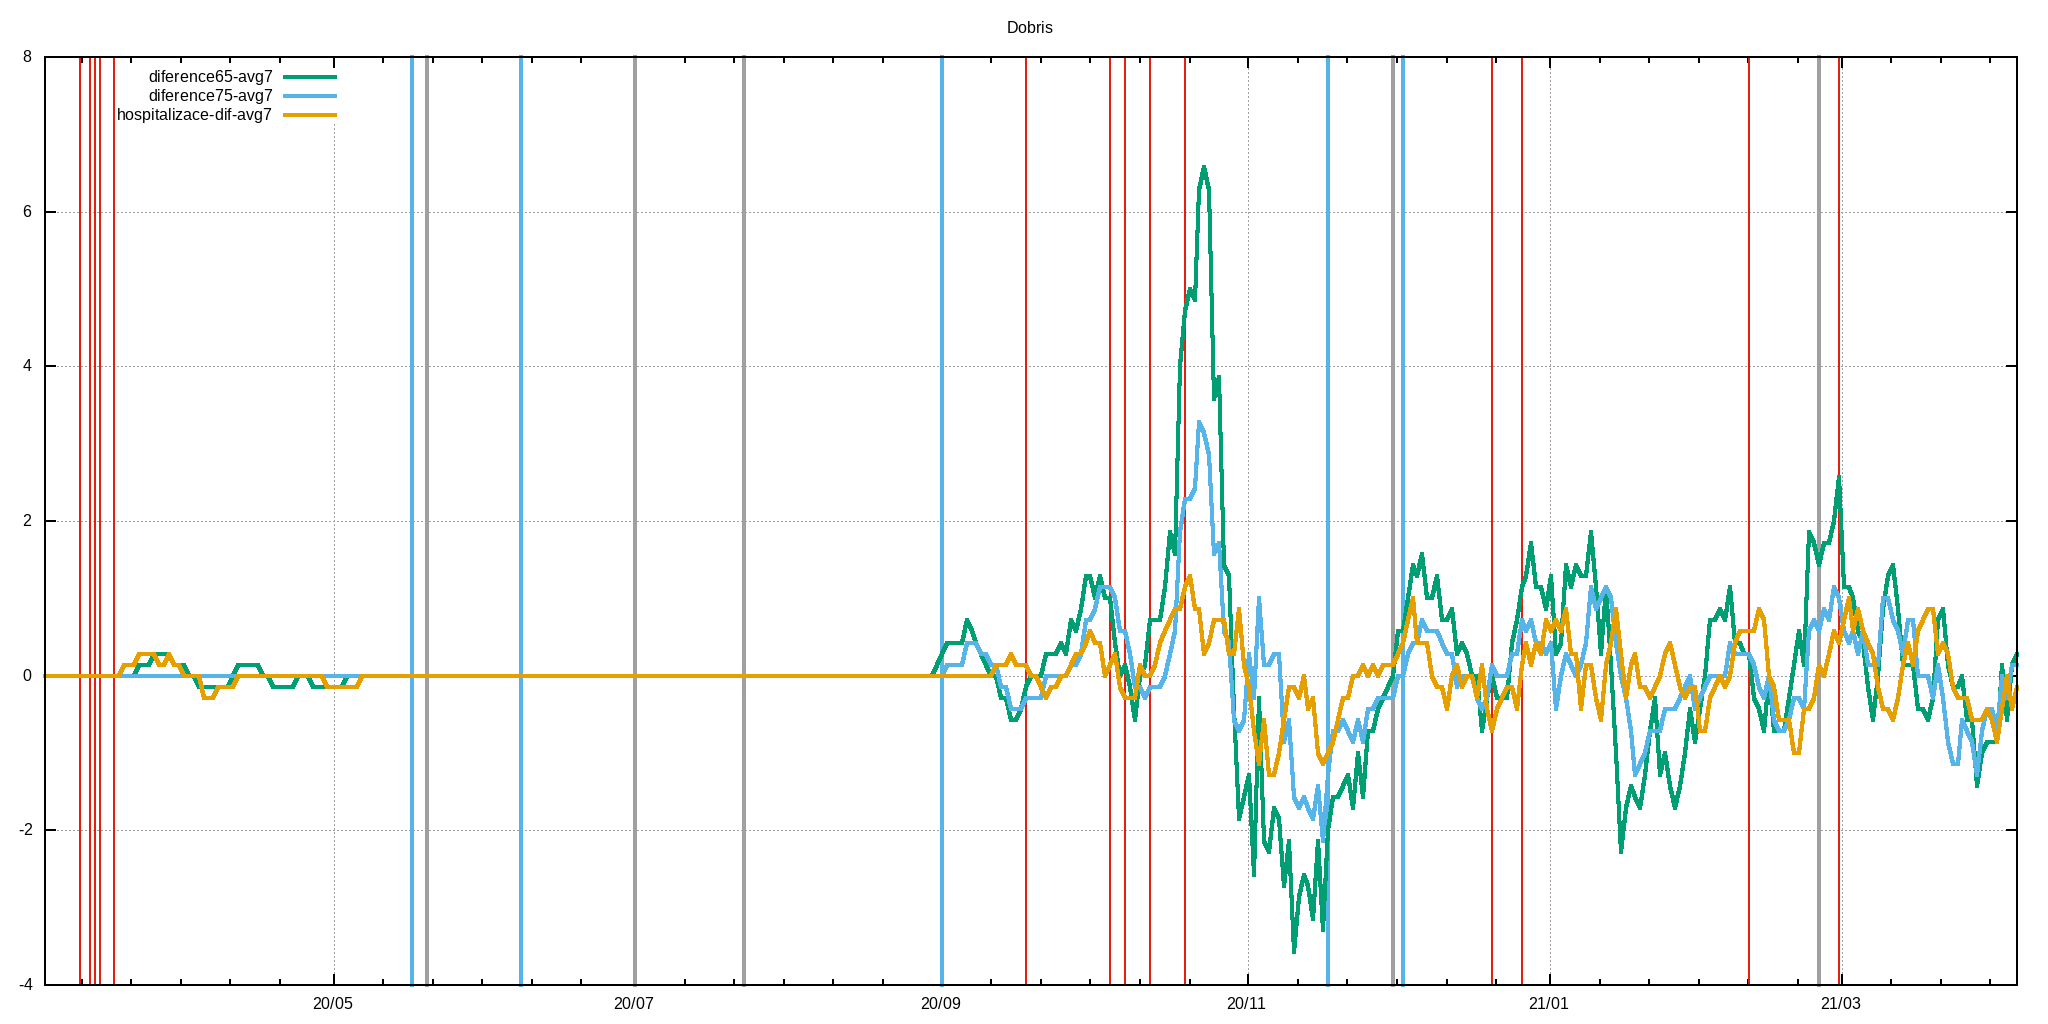 Dobris
8
diference65-avg7
diference75-avg7
hospitalizace-dif-avg7
6
4
2
0
-2
-4
20/05 20/07 20/09 20/11 21/01 21/03